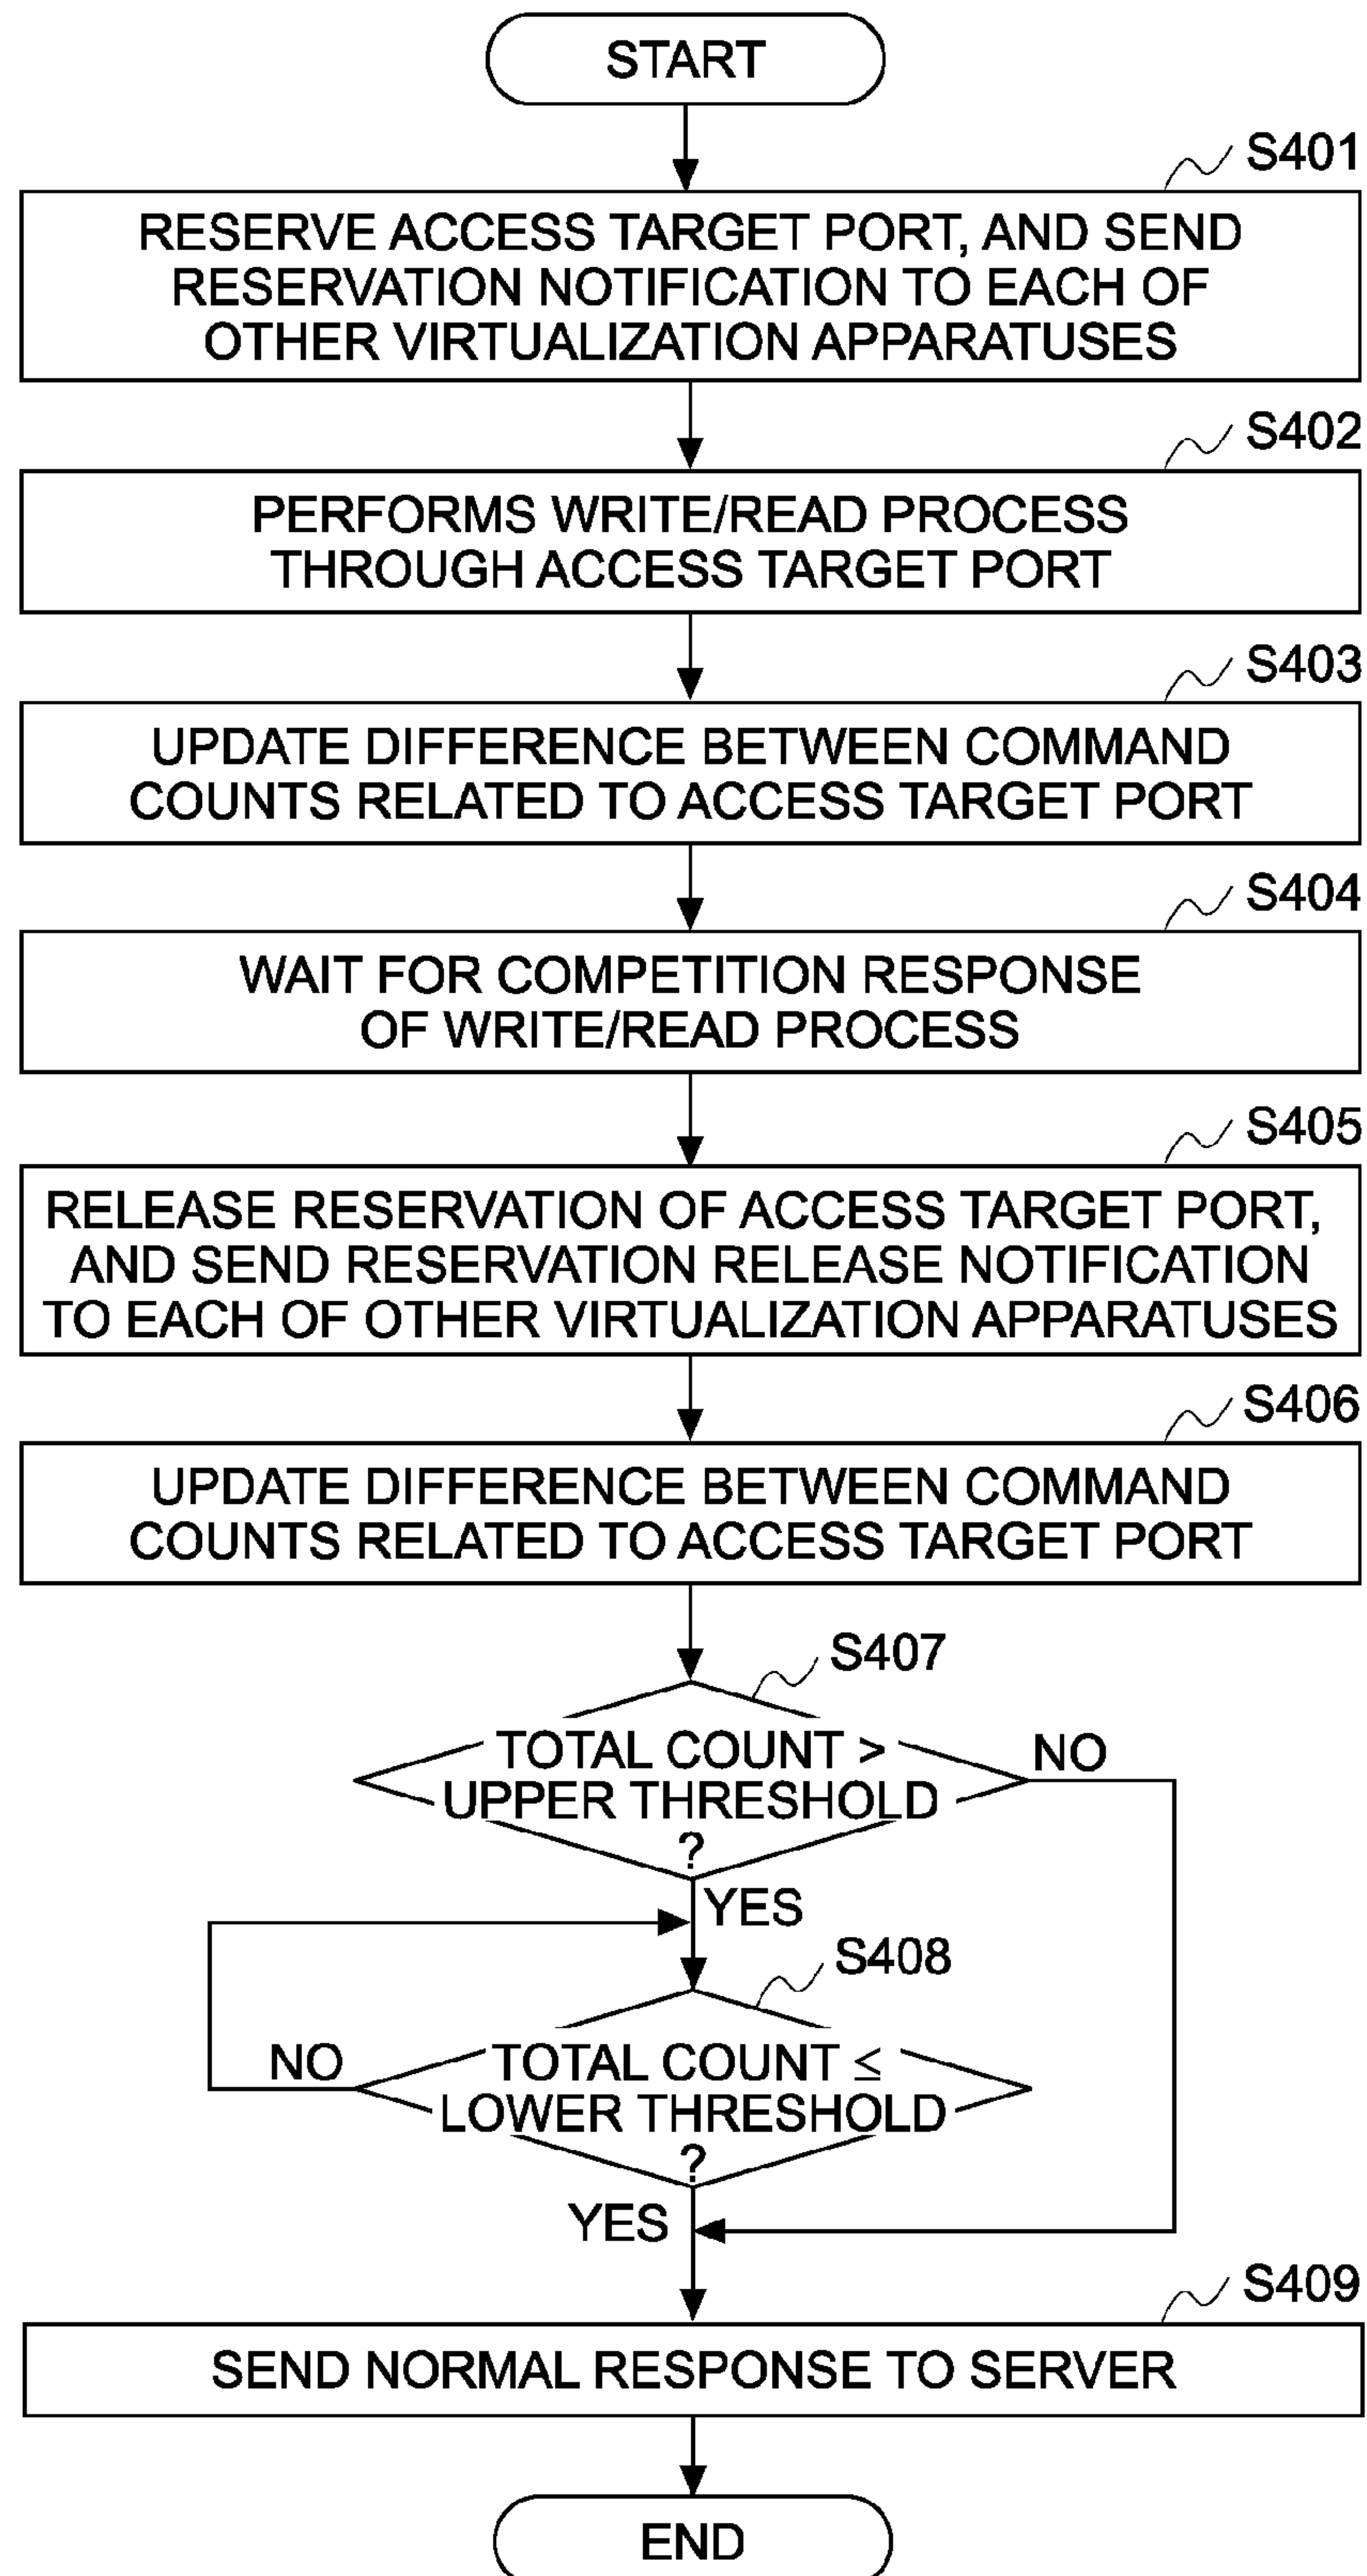 START
S401
RESERVE ACCESS TARGET PORT, AND SEND
RESERVATION NOTIFICATION TO EACH OF
OTHER VIRTUALIZATION APPARATUSES
S402
PERFORMS WRITE/READ PROCESS
THROUGH ACCESS TARGET PORT
S403
UPDATE DIFFERENCE BETWEEN COMMAND
COUNTS RELATED TO ACCESS TARGET PORT
S404
WAIT FOR COMPETITION RESPONSE
OF WRITE/READ PROCESS
S405
RELEASE RESERVATION OF ACCESS TARGET PORT,
AND SEND RESERVATION RELEASE NOTIFICATION
TO EACH OF OTHER VIRTUALIZATION APPARATUSES
S406
UPDATE DIFFERENCE BETWEEN COMMAND
COUNTS RELATED TO ACCESS TARGET PORT
S407
TOTAL COUNT >
UPPER THRESHOLD
?
NO
YES
S408
TOTAL COUNT ≤
LOWER THRESHOLD
?
NO
YES
S409
SEND NORMAL RESPONSE TO SERVER
END